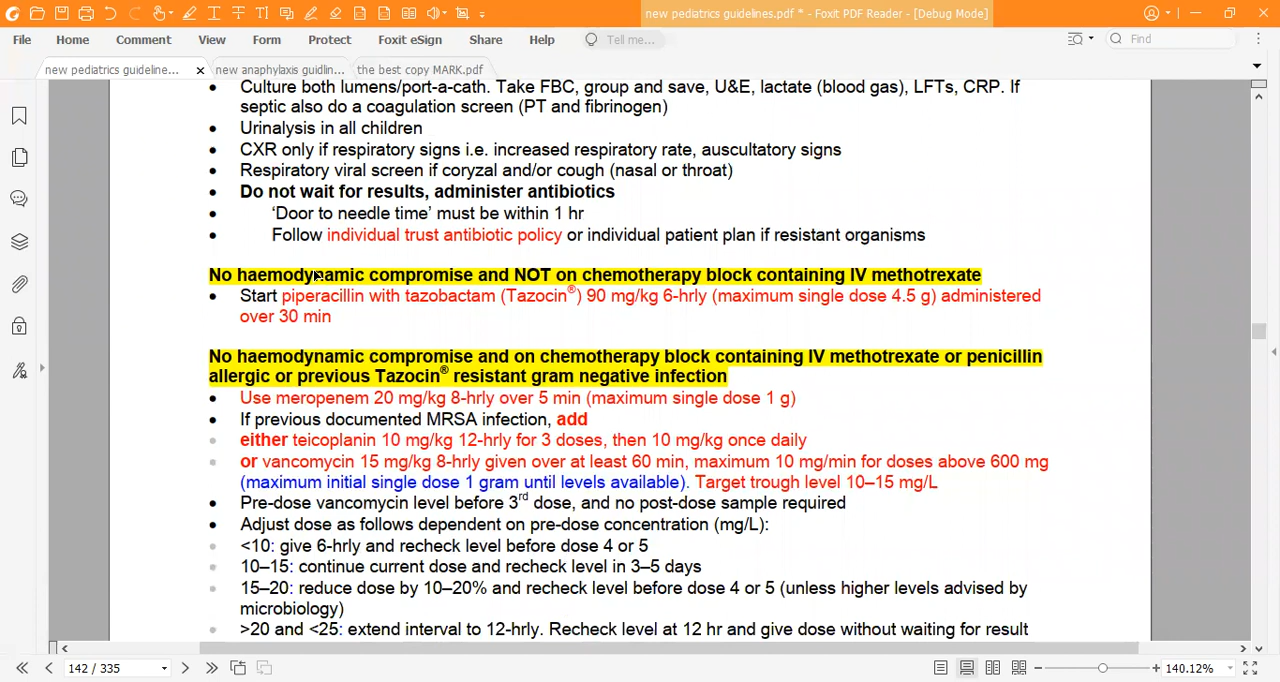 new pediatrics guidelines.pdf * - Foxit PDF Reader - [Debug Mode]
File Home Comment View Form Protect Foxit eSign Share Help Tell me... Find
new pediatrics guideline... new anaphylaxis guidlin... the best copy MARK.pdf
• Culture both lumens/port-a-cath. Take FBC, group and save, U&E, lactate (blood gas), LFTs, CRP. If
septic also do a coagulation screen (PT and fibrinogen)
• Urinalysis in all children
• CXR only if respiratory signs i.e. increased respiratory rate, auscultatory signs
• Respiratory viral screen if coryzal and/or cough (nasal or throat)
• Do not wait for results, administer antibiotics
• ‘Door to needle time’ must be within 1 hr
• Follow individual trust antibiotic policy or individual patient plan if resistant organisms
No haemodynamic compromise and NOT on chemotherapy block containing IV methotrexate
• Start piperacillin with tazobactam (Tazocin®) 90 mg/kg 6-hrly (maximum single dose 4.5 g) administered
over 30 min
No haemodynamic compromise and on chemotherapy block containing IV methotrexate or penicillin
allergic or previous Tazocin® resistant gram negative infection
• Use meropenem 20 mg/kg 8-hrly over 5 min (maximum single dose 1 g)
• If previous documented MRSA infection, add
• either teicoplanin 10 mg/kg 12-hrly for 3 doses, then 10 mg/kg once daily
• or vancomycin 15 mg/kg 8-hrly given over at least 60 min, maximum 10 mg/min for doses above 600 mg
(maximum initial single dose 1 gram until levels available). Target trough level 10–15 mg/L
• Pre-dose vancomycin level before 3rd dose, and no post-dose sample required
• Adjust dose as follows dependent on pre-dose concentration (mg/L):
• <10: give 6-hrly and recheck level before dose 4 or 5
• 10–15: continue current dose and recheck level in 3–5 days
• 15–20: reduce dose by 10–20% and recheck level before dose 4 or 5 (unless higher levels advised by
microbiology)
• >20 and <25: extend interval to 12-hrly. Recheck level at 12 hr and give dose without waiting for result
142 / 335 140.12%